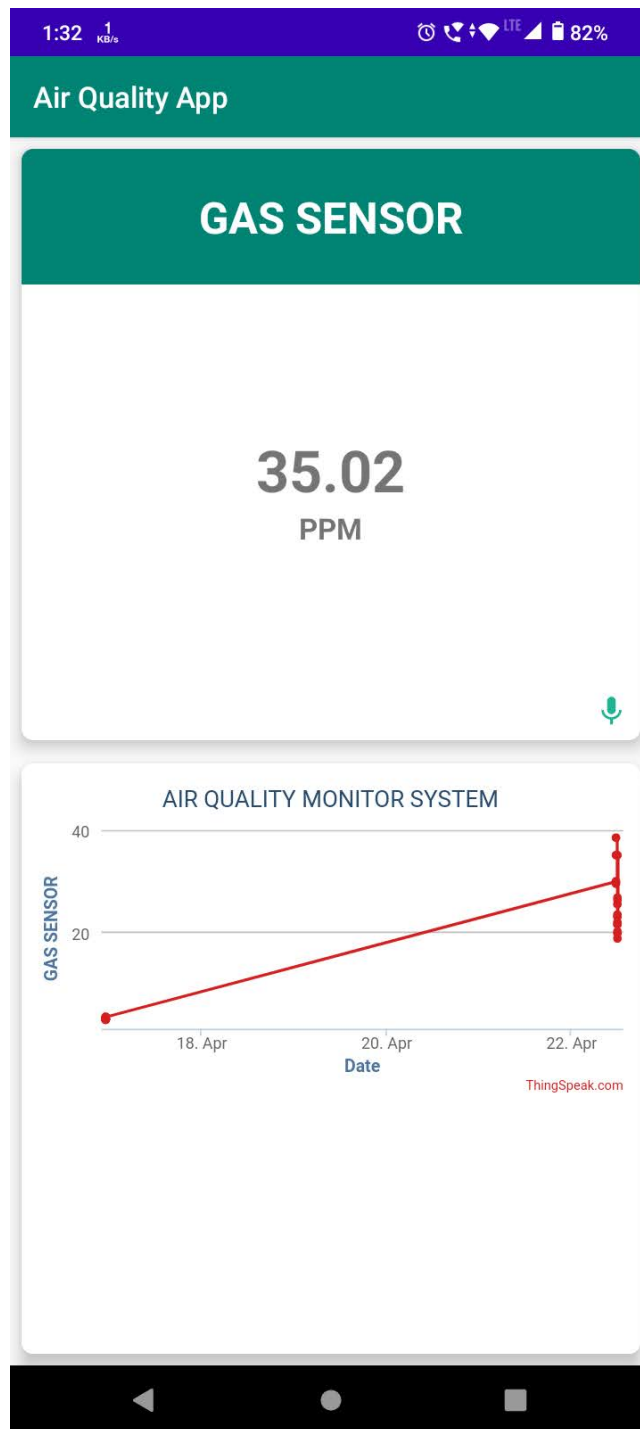 1:32 1 KB/s LTE 82%
Air Quality App
GAS SENSOR
35.02
PPM
AIR QUALITY MONITOR SYSTEM
40
20
GAS SENSOR
18. Apr 20. Apr 22. Apr
Date
ThingSpeak.com